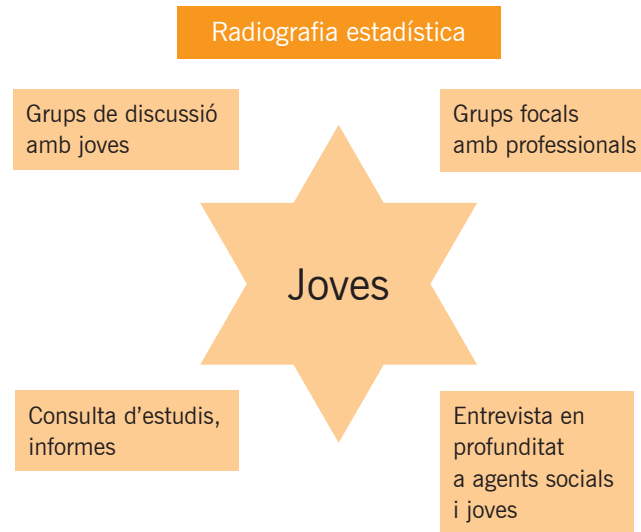 Radiografia estadística
Grups de discussió
amb joves
Grups focals
amb professionals
Joves
Consulta d'estudis,
informes
Entrevista en
profunditat
a agents socials
i joves